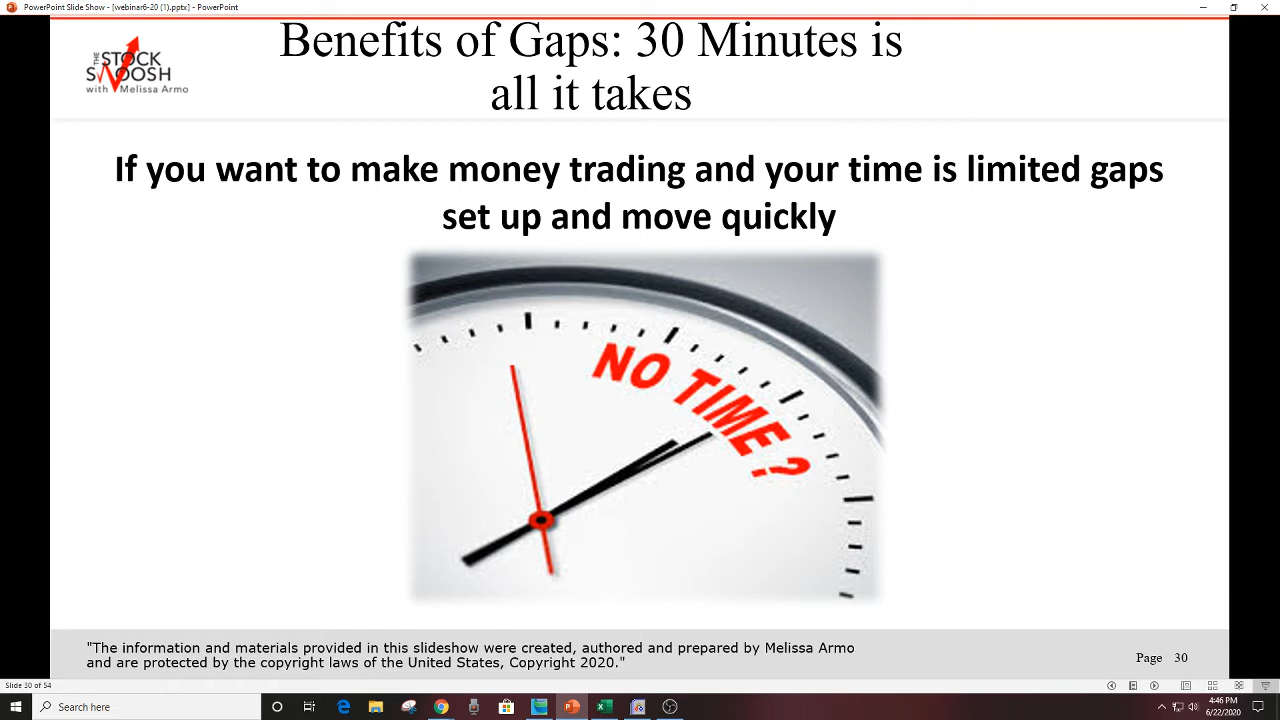 PowerPoint Slide Show - [webinar6-20 (1).pptx] - PowerPoint
Benefits of Gaps: 30 Minutes is
all it takes
THE
STOCK
SWOOSH
with Melissa Armo
If you want to make money trading and your time is limited gaps
set up and move quickly
NO TIME?
"The information and materials provided in this slideshow were created, authored and prepared by Melissa Armo
and are protected by the copyright laws of the United States, Copyright 2020."
Page 30
Slide 30 of 54
Search here
4:46 PM
6/22/2020